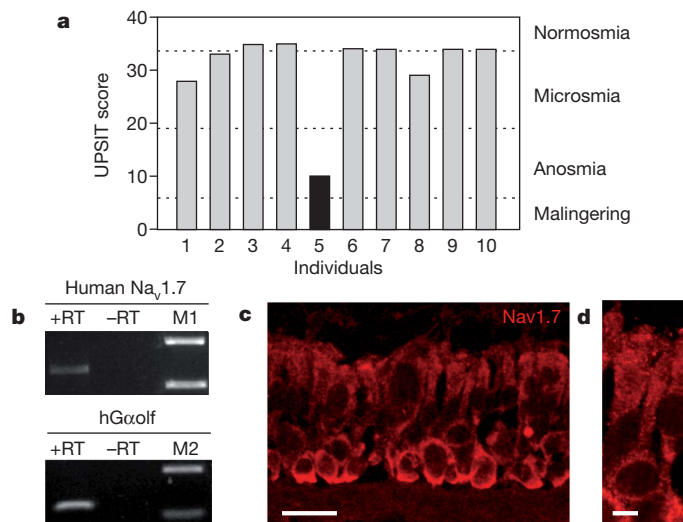 a
40
30
20
10
0
UPSIT score
Normosmia
Microsmia
Anosmia
Malingering
1 2 3 4 5 6 7 8 9 10
Individuals
b
Human Nav1.7
+RT −RT M1
hGαolf
+RT −RT M2
c
Nav1.7
d